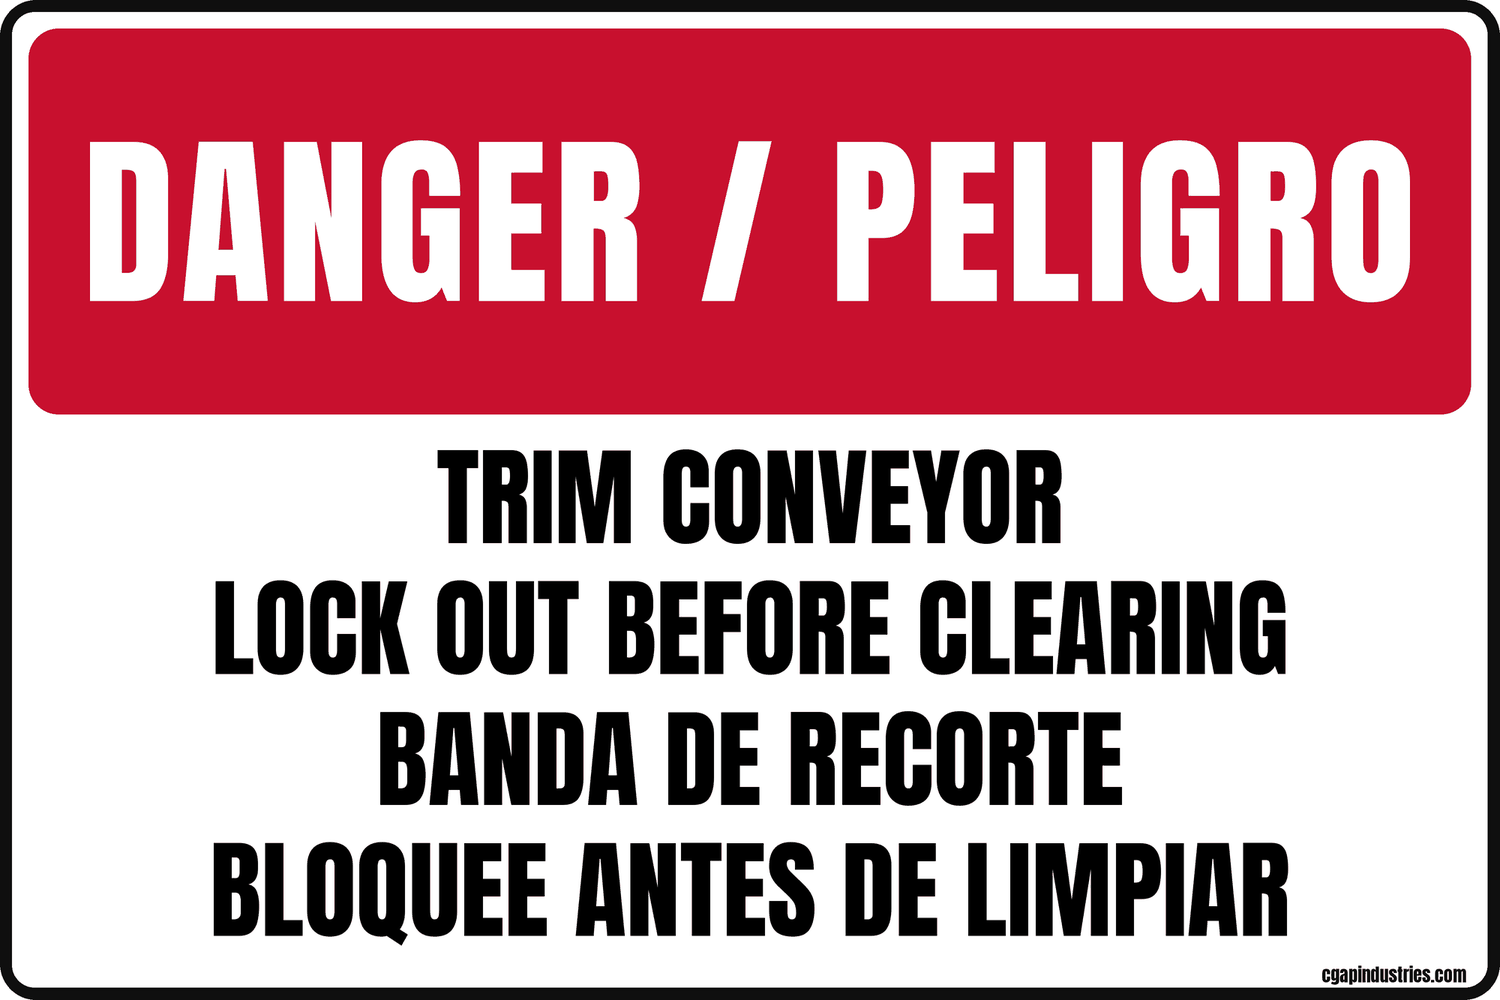 DANGER / PELIGRO
TRIM CONVEYOR
LOCK OUT BEFORE CLEARING
BANDA DE RECORTE
BLOQUEE ANTES DE LIMPIAR
cgapindustries.com